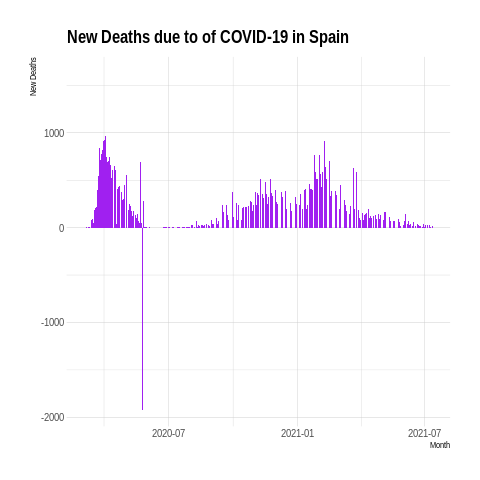 New Deaths due to of COVID-19 in Spain
New Deaths
1000
0
-1000
-2000
2020-07
2021-01
2021-07
Month